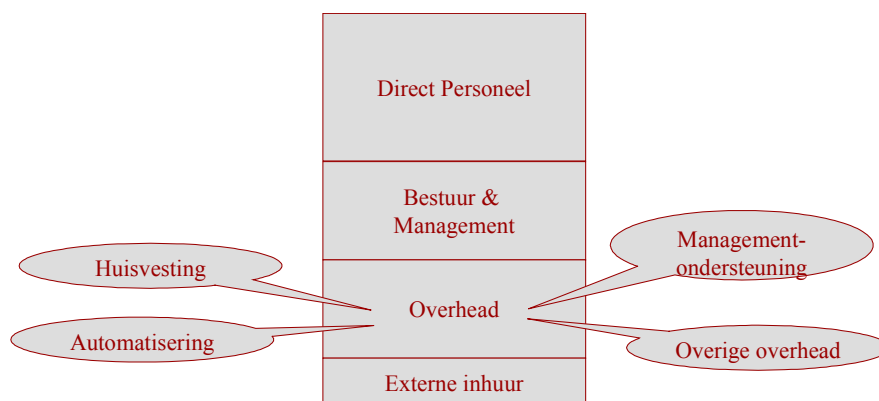 Direct Personeel
Bestuur &
Management
Huisvesting
Management-
ondersteuning
Overhead
Automatisering
Overige overhead
Externe inhuur